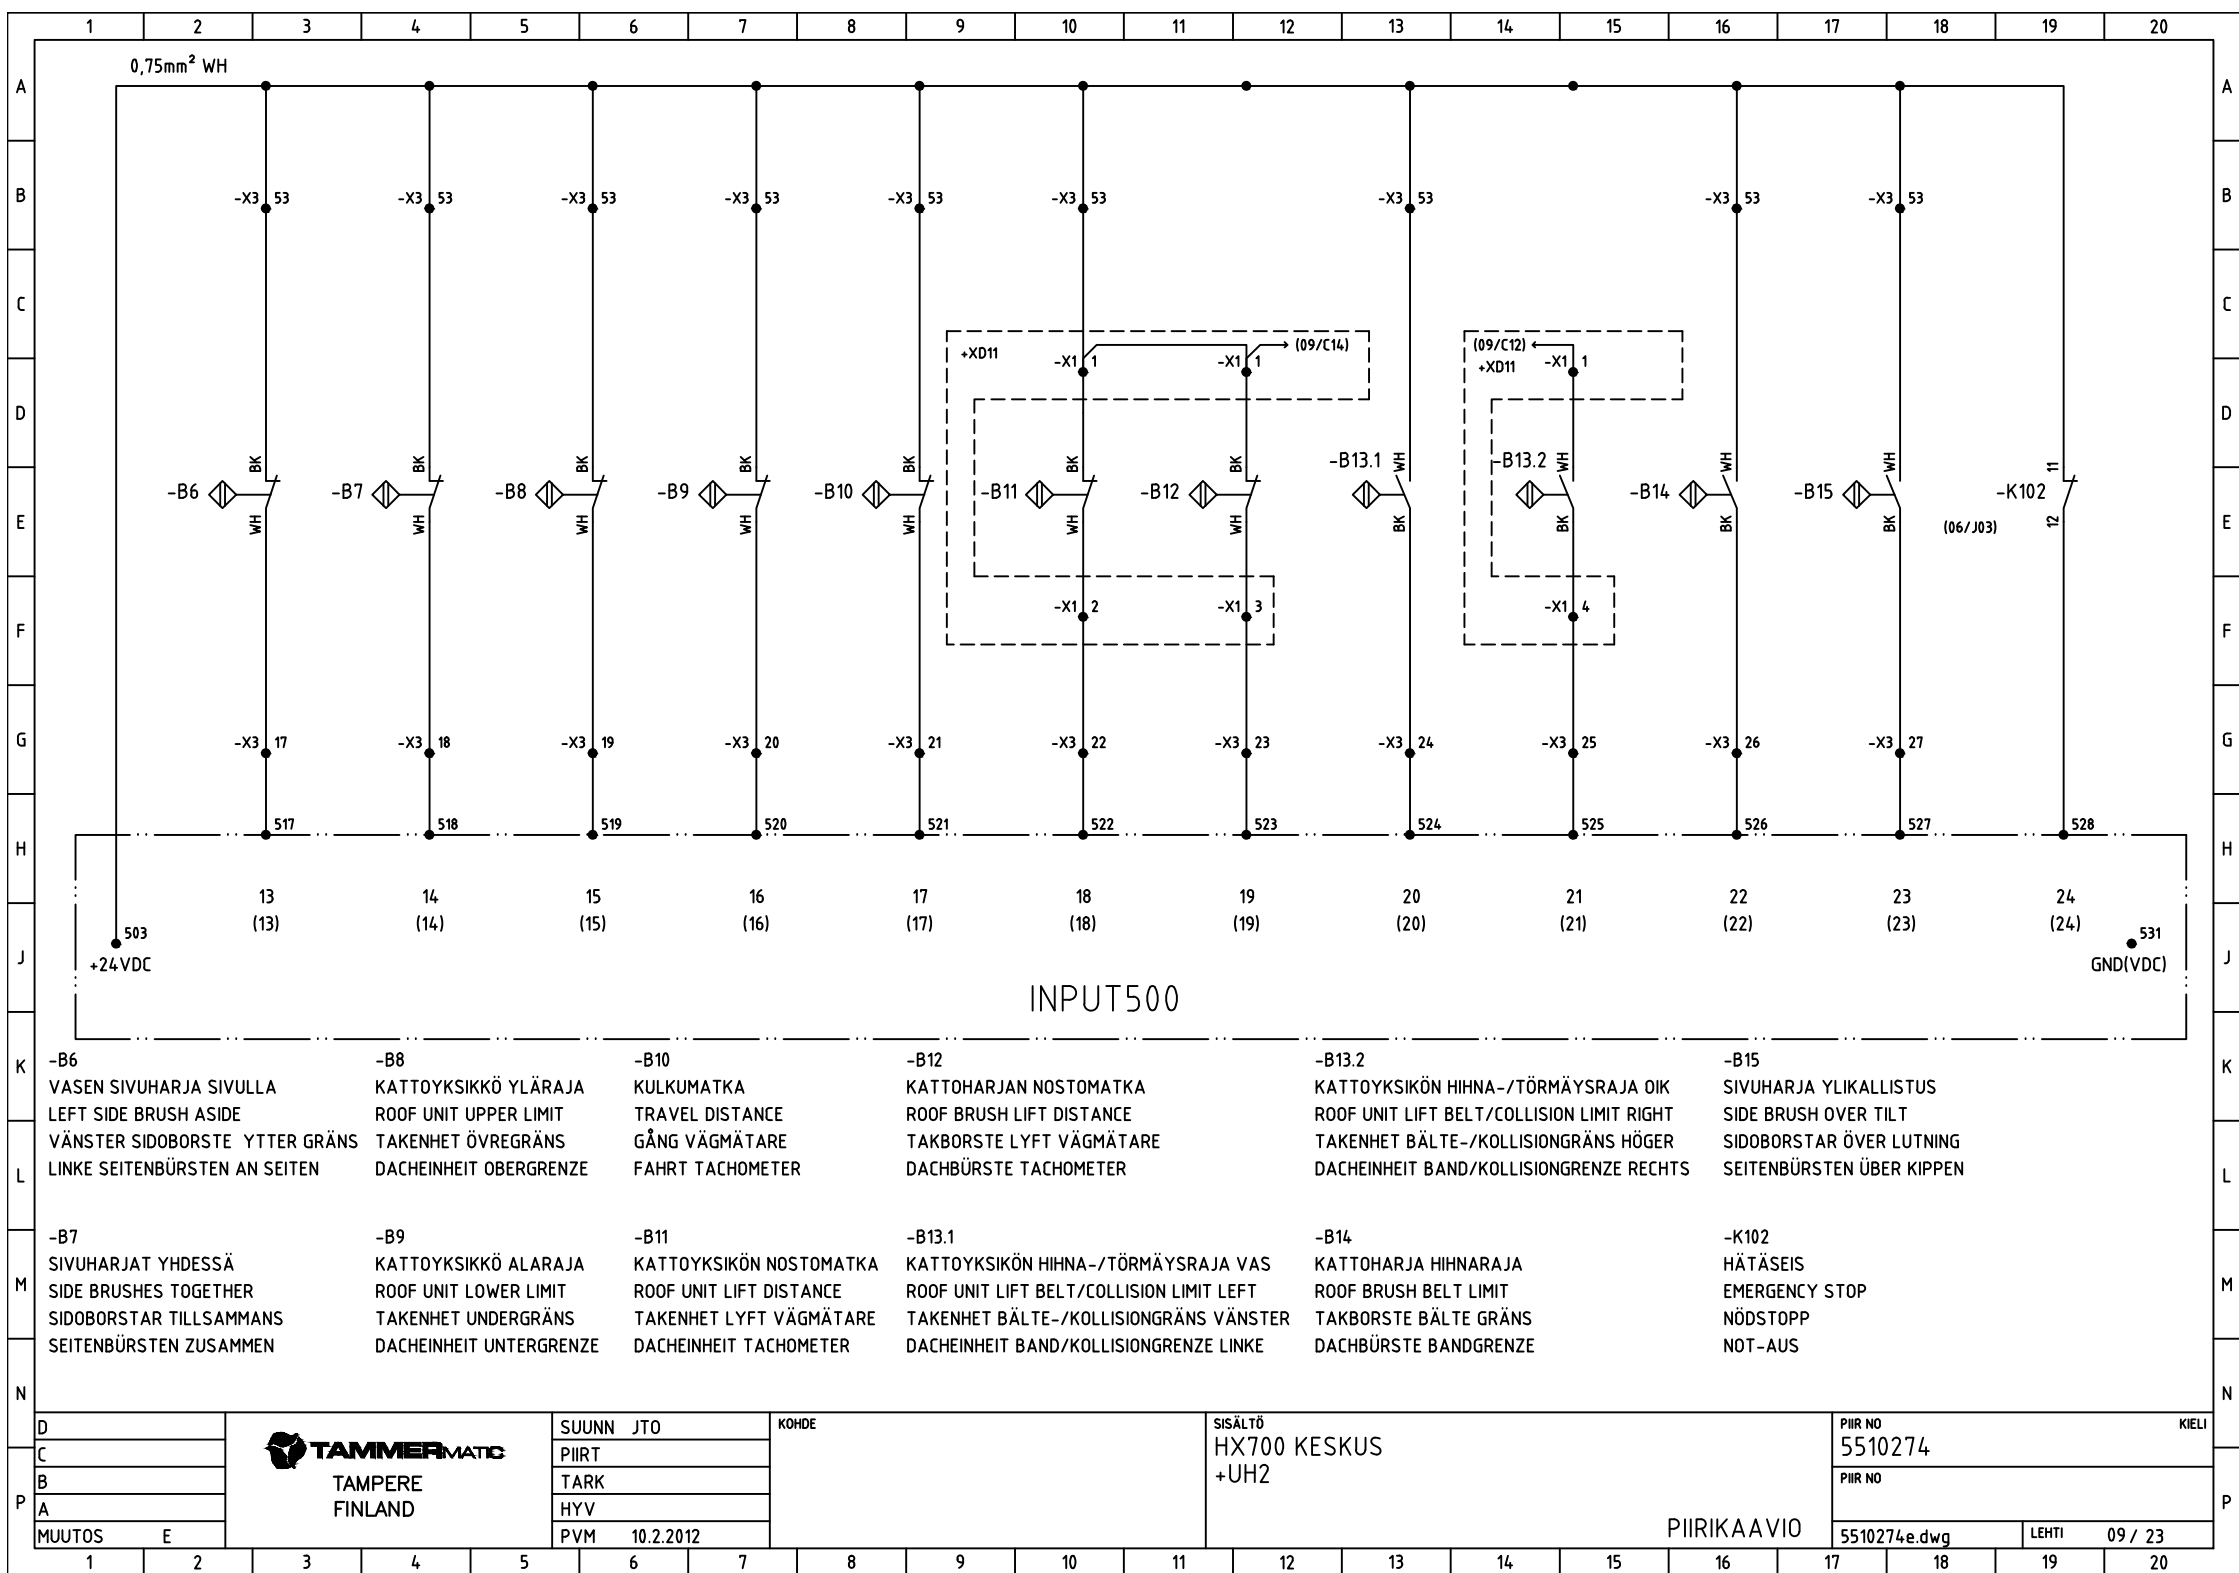 1 2 3 4 5 6 7 8 9 10 11 12 13 14 15 16 17 18 19 20
0,75mm² WH
A A
B -X3 53 -X3 53 -X3 53 -X3 53 -X3 53 -X3 53 -X3 53 -X3 53 -X3 53 B
C C
+XD11 -X1 1 -X1 1 (09/C14) (09/C12) +XD11 -X1 1
D D
BK BK BK BK BK BK BK WH WH WH WH 11
-B6 -B7 -B8 -B9 -B10 -B11 -B12 -B13.1 -B13.2 -B14 -B15 -K102
WH WH WH WH WH WH WH BK BK BK BK (06/J03) 12
E E
-X1 2 -X1 3 -X1 4
F F
G -X3 17 -X3 18 -X3 19 -X3 20 -X3 21 -X3 22 -X3 23 -X3 24 -X3 25 -X3 26 -X3 27 G
517 518 519 520 521 522 523 524 525 526 527 528
H H
13 14 15 16 17 18 19 20 21 22 23 24
(13) (14) (15) (16) (17) (18) (19) (20) (21) (22) (23) (24)
503 531
J +24VDC GND(VDC) J
INPUT500
K K
-B6
VASEN SIVUHARJA SIVULLA
LEFT SIDE BRUSH ASIDE
VÄNSTER SIDOBORSTE YTTER GRÄNS
LINKE SEITENBÜRSTEN AN SEITEN
-B8
KATTOYKSIKKÖ YLÄRAJA
ROOF UNIT UPPER LIMIT
TAKENHET ÖVREGRÄNS
DACHEINHEIT OBERGRENZE
-B10
KULKUMATKA
TRAVEL DISTANCE
GÅNG VÄGMÄTARE
FAHRT TACHOMETER
-B12
KATTOHARJAN NOSTOMATKA
ROOF BRUSH LIFT DISTANCE
TAKBORSTE LYFT VÄGMÄTARE
DACHBÜRSTE TACHOMETER
-B13.2
KATTOYKSIKÖN HIHNA-/TÖRMÄYSRAJA OIK
ROOF UNIT LIFT BELT/COLLISION LIMIT RIGHT
TAKENHET BÄLTE-/KOLLISIONGRÄNS HÖGER
DACHEINHEIT BAND/KOLLISIONGRENZE RECHTS
-B15
SIVUHARJA YLIKALLISTUS
SIDE BRUSH OVER TILT
SIDOBORSTAR ÖVER LUTNING
SEITENBÜRSTEN ÜBER KIPPEN
L L
-B7
SIVUHARJAT YHDESSÄ
SIDE BRUSHES TOGETHER
SIDOBORSTAR TILLSAMMANS
SEITENBÜRSTEN ZUSAMMEN
-B9
KATTOYKSIKKÖ ALARAJA
ROOF UNIT LOWER LIMIT
TAKENHET UNDERGRÄNS
DACHEINHEIT UNTERGRENZE
-B11
KATTOYKSIKÖN NOSTOMATKA
ROOF UNIT LIFT DISTANCE
TAKENHET LYFT VÄGMÄTARE
DACHEINHEIT TACHOMETER
-B13.1
KATTOYKSIKÖN HIHNA-/TÖRMÄYSRAJA VAS
ROOF UNIT LIFT BELT/COLLISION LIMIT LEFT
TAKENHET BÄLTE-/KOLLISIONGRÄNS VÄNSTER
DACHEINHEIT BAND/KOLLISIONGRENZE LINKE
-B14
KATTOHARJA HIHNARAJA
ROOF BRUSH BELT LIMIT
TAKBORSTE BÄLTE GRÄNS
DACHBÜRSTE BANDGRENZE
-K102
HÄTÄSEIS
EMERGENCY STOP
NÖDSTOPP
NOT-AUS
M M
N N
P P
D
C
B
A
MUUTOS E
TAMMERMATIC
TAMPERE
FINLAND
SUUNN JTO
PIIRT
TARK
HYV
PVM 10.2.2012
KOHDE
SISÄLTÖ
HX700 KESKUS
+UH2
PIIRIKAAVIO
PIIR NO KIELI
5510274
PIIR NO
5510274e.dwg LEHTI 09 / 23
1 2 3 4 5 6 7 8 9 10 11 12 13 14 15 16 17 18 19 20